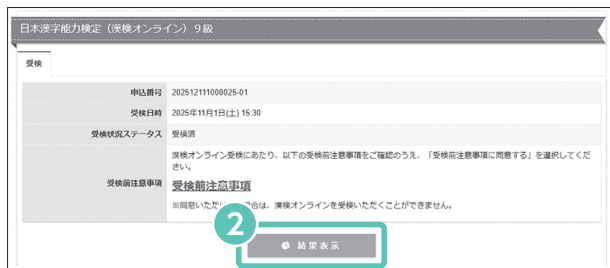 日本漢字能力検定（漢検オンライン）９級
受検
申込番号 202512111000025-01
受検日時 2025年11月1日(土) 15:30
受検状況ステータス 受検済
漢検オンライン受検にあたり、以下の受検前注意事項をご確認のうえ、「受検前注意事項に同意する」を選択してくだ
さい。
受検前注意事項
受検前注意事項
※同意いただ 合は、漢検オンラインを受検いただくことができません。
2
結果表示